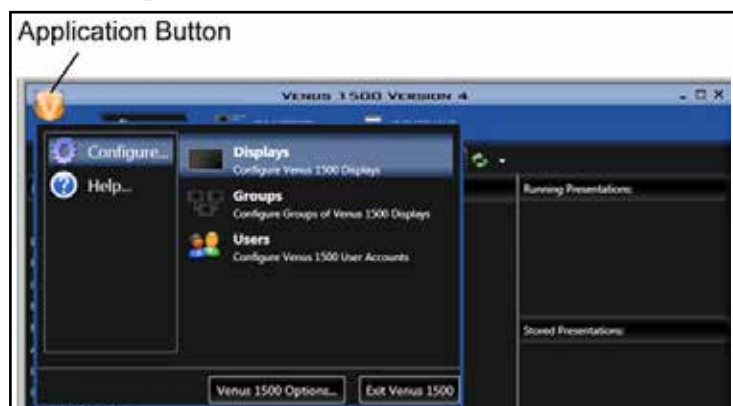 Application Button
V
VENUS 1500 VERSION 4
Configure...
Help...
Displays
Configure Venus 1500 Displays
Groups
Configure Groups of Venus 1500 Displays
Users
Configure Venus 1500 User Accounts
Running Presentations:
Stored Presentations:
Venus 1500 Options...
Exit Venus 1500